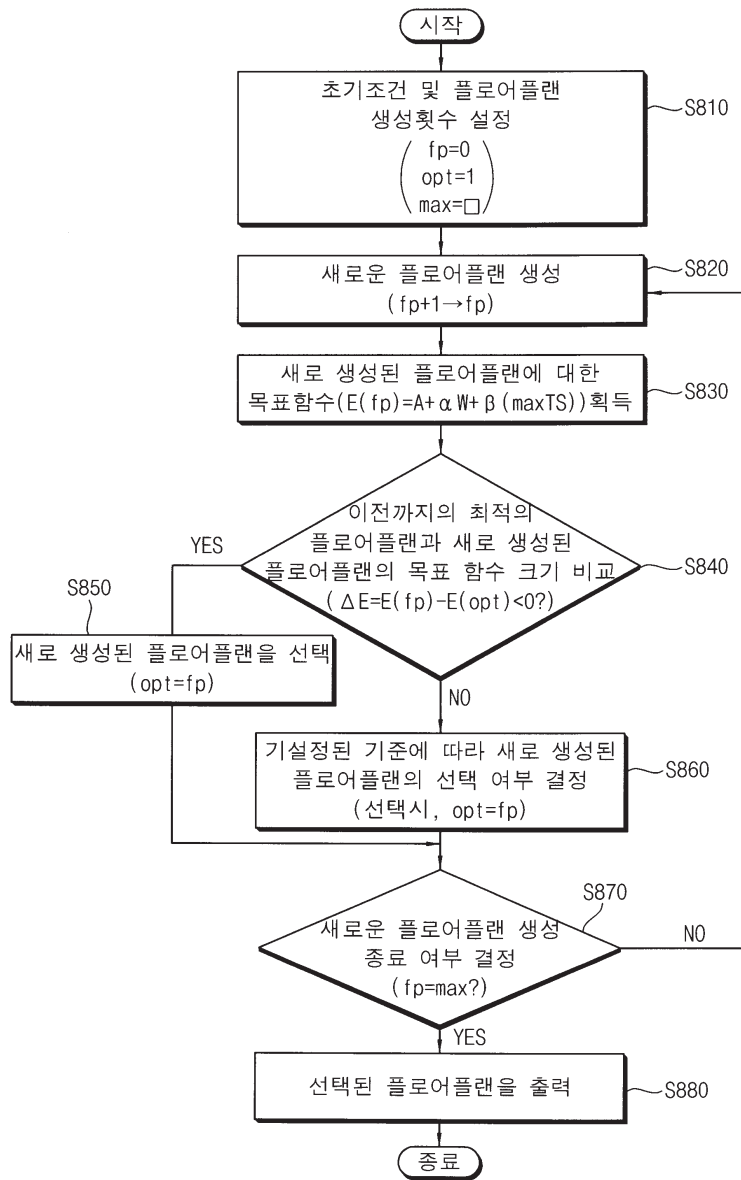 시작
초기조건 및 플로어플랜
생성횟수 설정
fp=0
opt=1
max=□
S810
새로운 플로어플랜 생성
(fp+1→fp)
S820
새로 생성된 플로어플랜에 대한
목표함수(E(fp)=A+αW+β(maxTS))획득
S830
이전까지의 최적의
플로어플랜과 새로 생성된
플로어플랜의 목표 함수 크기 비교
(ΔE=E(fp)-E(opt)<0?)
S840
YES
S850
새로 생성된 플로어플랜을 선택
(opt=fp)
NO
기설정된 기준에 따라 새로 생성된
플로어플랜의 선택 여부 결정
(선택시, opt=fp)
S860
S870
새로운 플로어플랜 생성
종료 여부 결정
(fp=max?)
NO
YES
선택된 플로어플랜을 출력
S880
종료